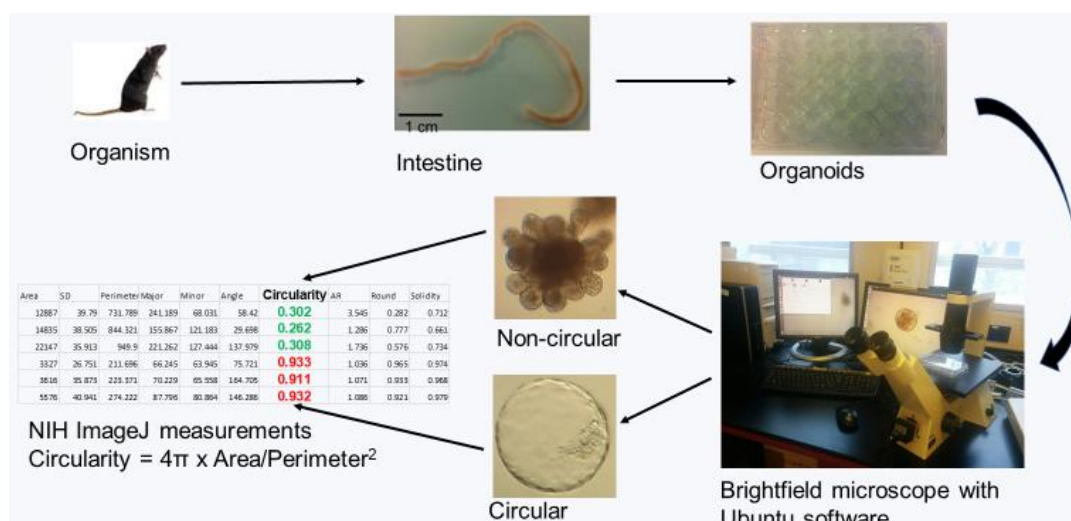 Organism
1 cm
Intestine
Organoids
Non-circular
Area SD Perimeter Major Minor Angle Circularity AR Round Solidity
12887 39.79 731.789 241.189 68.031 58.42 0.302 3.545 0.282 0.712
14835 38.505 844.321 155.867 121.183 29.698 0.262 1.286 0.777 0.661
22147 35.913 949.9 221.262 127.444 137.979 0.308 1.736 0.576 0.734
3327 26.751 211.696 66.245 63.945 75.721 0.933 1.036 0.965 0.974
3616 35.873 223.371 70.229 65.558 164.705 0.911 1.071 0.933 0.968
5576 40.941 274.222 87.796 80.864 146.286 0.932 1.086 0.921 0.979
NIH ImageJ measurements
Circularity = 4π x Area/Perimeter²
Circular
Brightfield microscope with
Ubuntu software